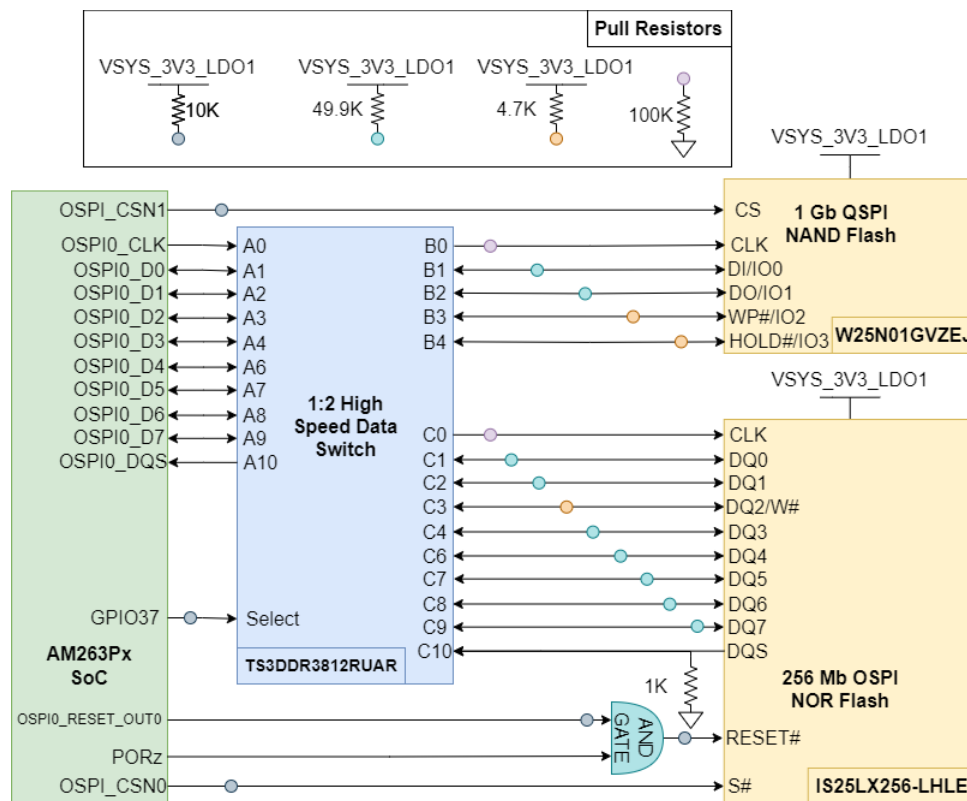 Pull Resistors
VSYS_3V3_LDO1
VSYS_3V3_LDO1
VSYS_3V3_LDO1
10K
49.9K
4.7K
100K
VSYS_3V3_LDO1
OSPI_CSN1
CS
1 Gb QSPI
NAND Flash
OSPI0_CLK
A0
B0
CLK
OSPI0_D0
A1
B1
DI/IO0
OSPI0_D1
A2
B2
DO/IO1
OSPI0_D2
A3
B3
WP#/IO2
OSPI0_D3
A4
B4
HOLD#/IO3
W25N01GVZEJ
OSPI0_D4
A6
OSPI0_D5
A7
OSPI0_D6
A8
OSPI0_D7
A9
OSPI0_DQS
A10
1:2 High
Speed Data
Switch
VSYS_3V3_LDO1
C0
CLK
C1
DQ0
C2
DQ1
C3
DQ2/W#
C4
DQ3
C6
DQ4
C7
DQ5
C8
DQ6
C9
DQ7
C10
DQS
GPIO37
Select
TS3DDR3812RUAR
AM263Px
SoC
1K
256 Mb OSPI
NOR Flash
OSPI0_RESET_OUT0
AND
GATE
RESET#
PORz
OSPI_CSN0
S#
IS25LX256-LHLE